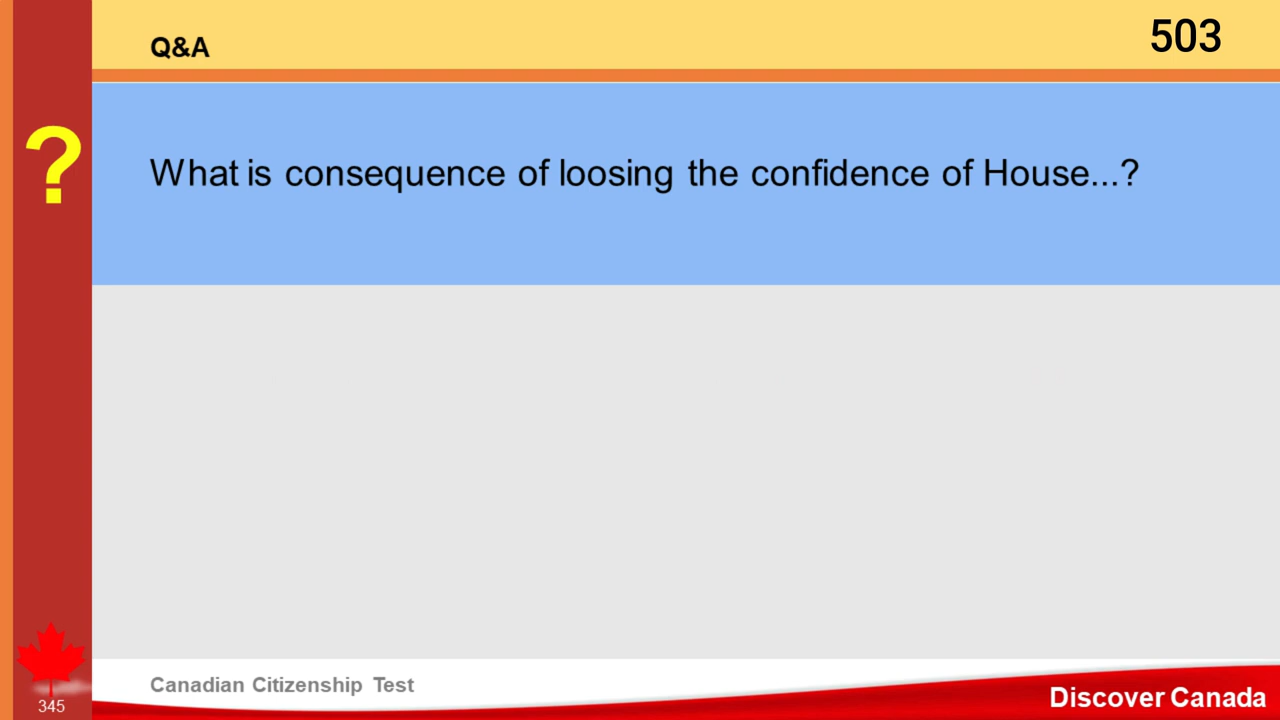 Q&A
503
?
What is consequence of loosing the confidence of House...?
Canadian Citizenship Test
345
Discover Canada